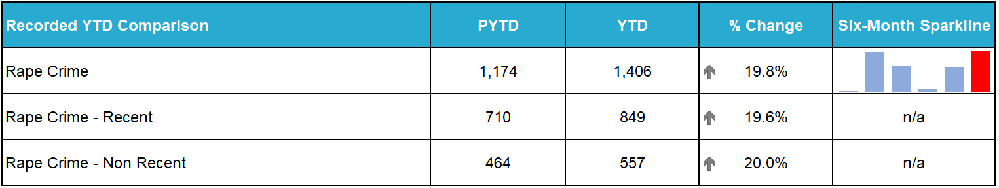 Recorded YTD Comparison PYTD YTD % Change Six-Month Sparkline
Rape Crime 1,174 1,406 19.8%
Rape Crime - Recent 710 849 19.6% n/a
Rape Crime - Non Recent 464 557 20.0% n/a